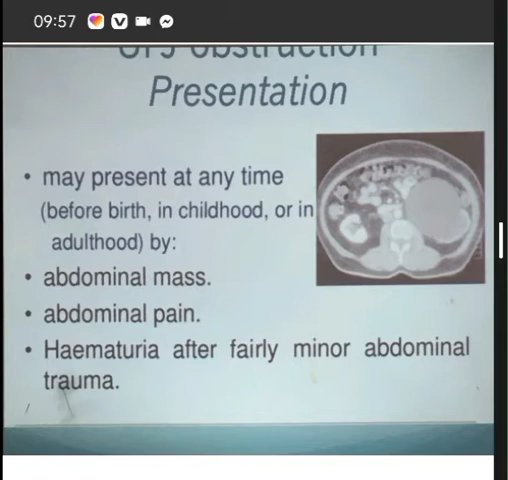 09:57
Obstruction
Presentation
• may present at any time
(before birth, in childhood, or in
adulthood) by:
• abdominal mass.
• abdominal pain.
• Haematuria after fairly minor abdominal
trauma.